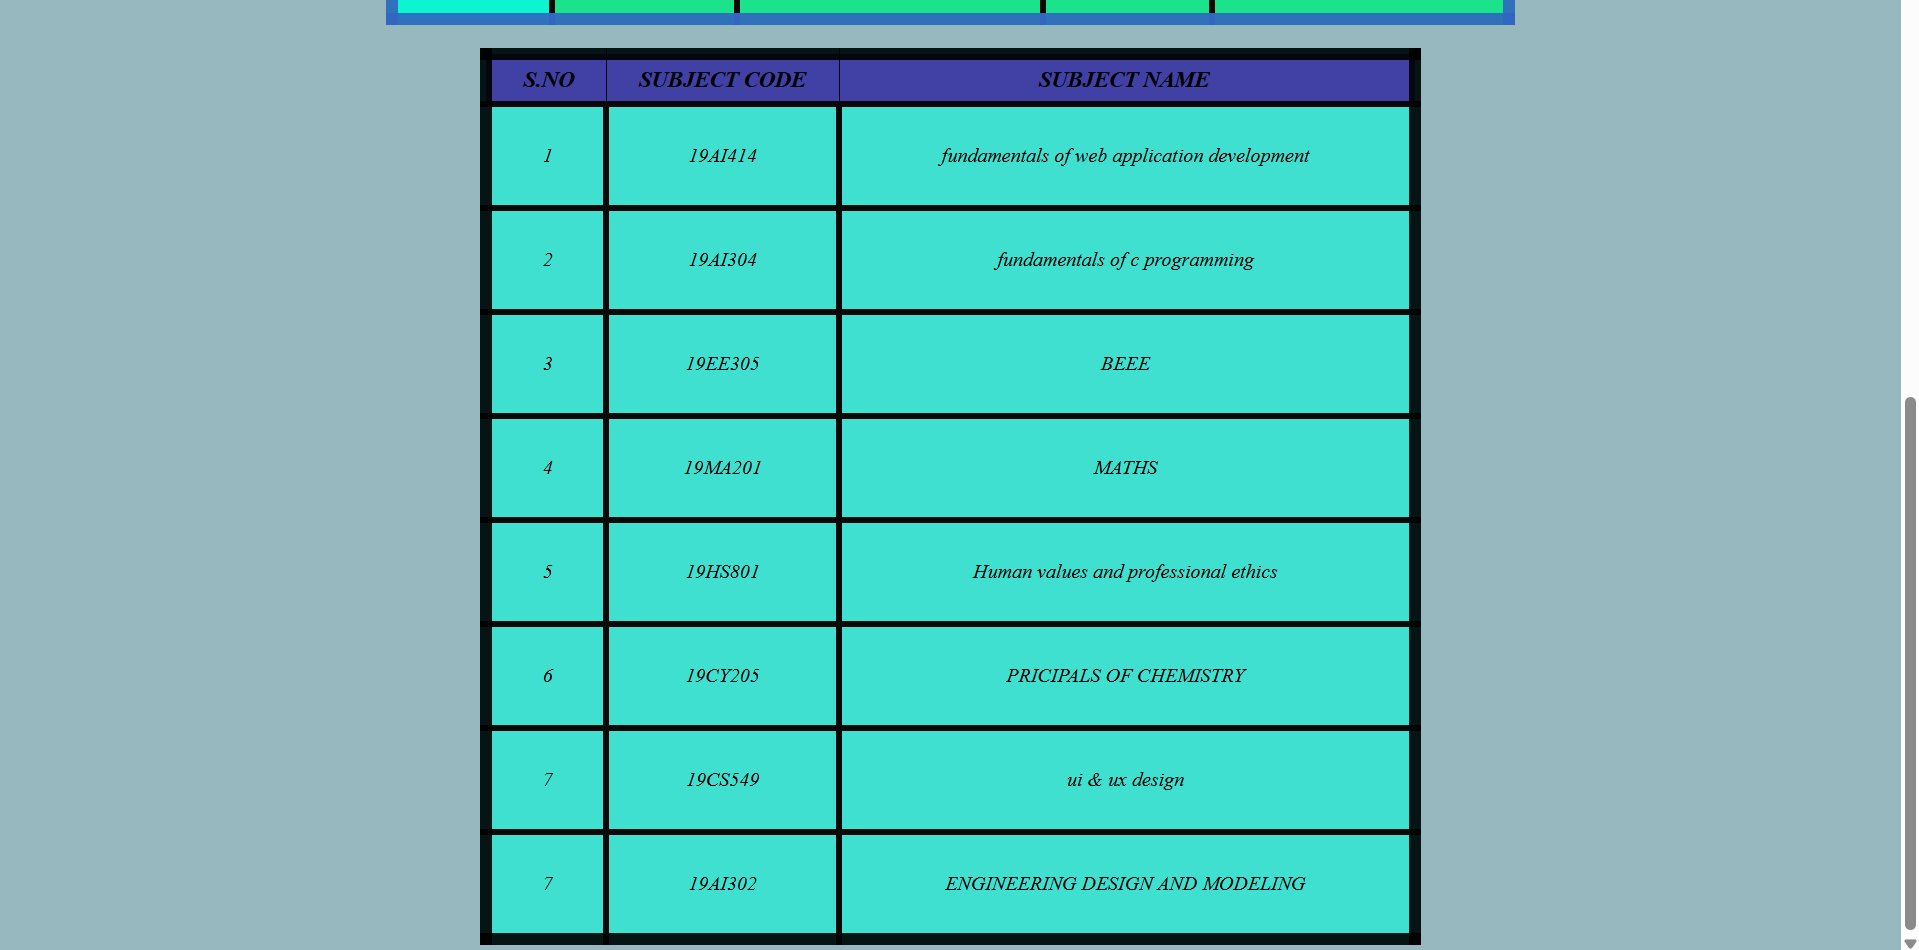 S.NO SUBJECT CODE SUBJECT NAME
1 19AI414 fundamentals of web application development
2 19AI304 fundamentals of c programming
3 19EE305 BEEE
4 19MA201 MATHS
5 19HS801 Human values and professional ethics
6 19CY205 PRICIPALS OF CHEMISTRY
7 19CS549 ui & ux design
7 19AI302 ENGINEERING DESIGN AND MODELING